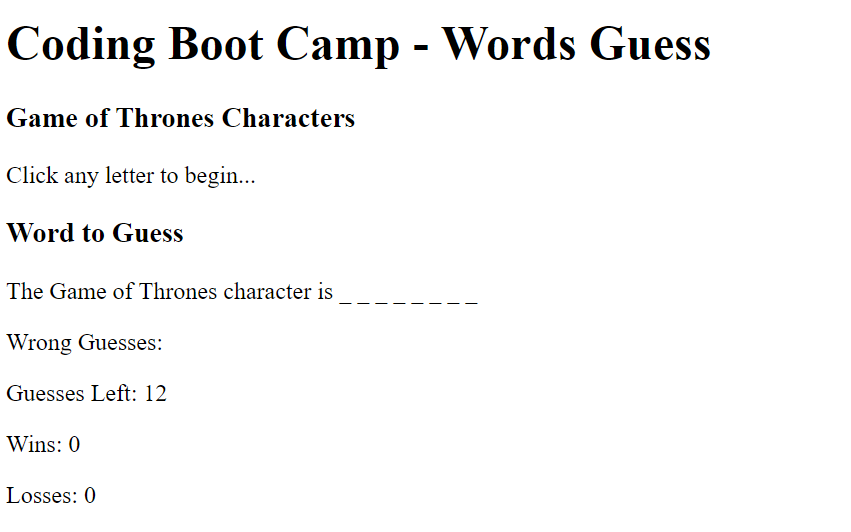 Coding Boot Camp - Words Guess
Game of Thrones Characters
Click any letter to begin...
Word to Guess
The Game of Thrones character is _ _ _ _ _ _ _ _
Wrong Guesses:
Guesses Left: 12
Wins: 0
Losses: 0